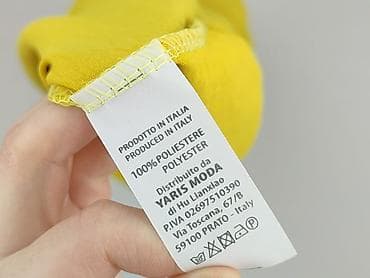 PRODOTTO IN ITALIA
PRODUCED IN ITALY
100% POLIESTERE
POLYESTER
Distribuito da
YARIS MODA
di Hu Lianxiao
P.IVA 02697510390
Via Toscana, 67/B
59100 PRATO - Italy